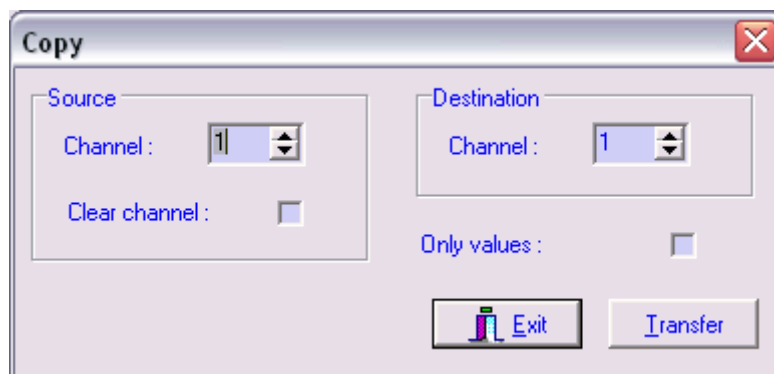 Copy
Source
Channel : 1
Clear channel :
Destination
Channel : 1
Only values :
Exit
Transfer